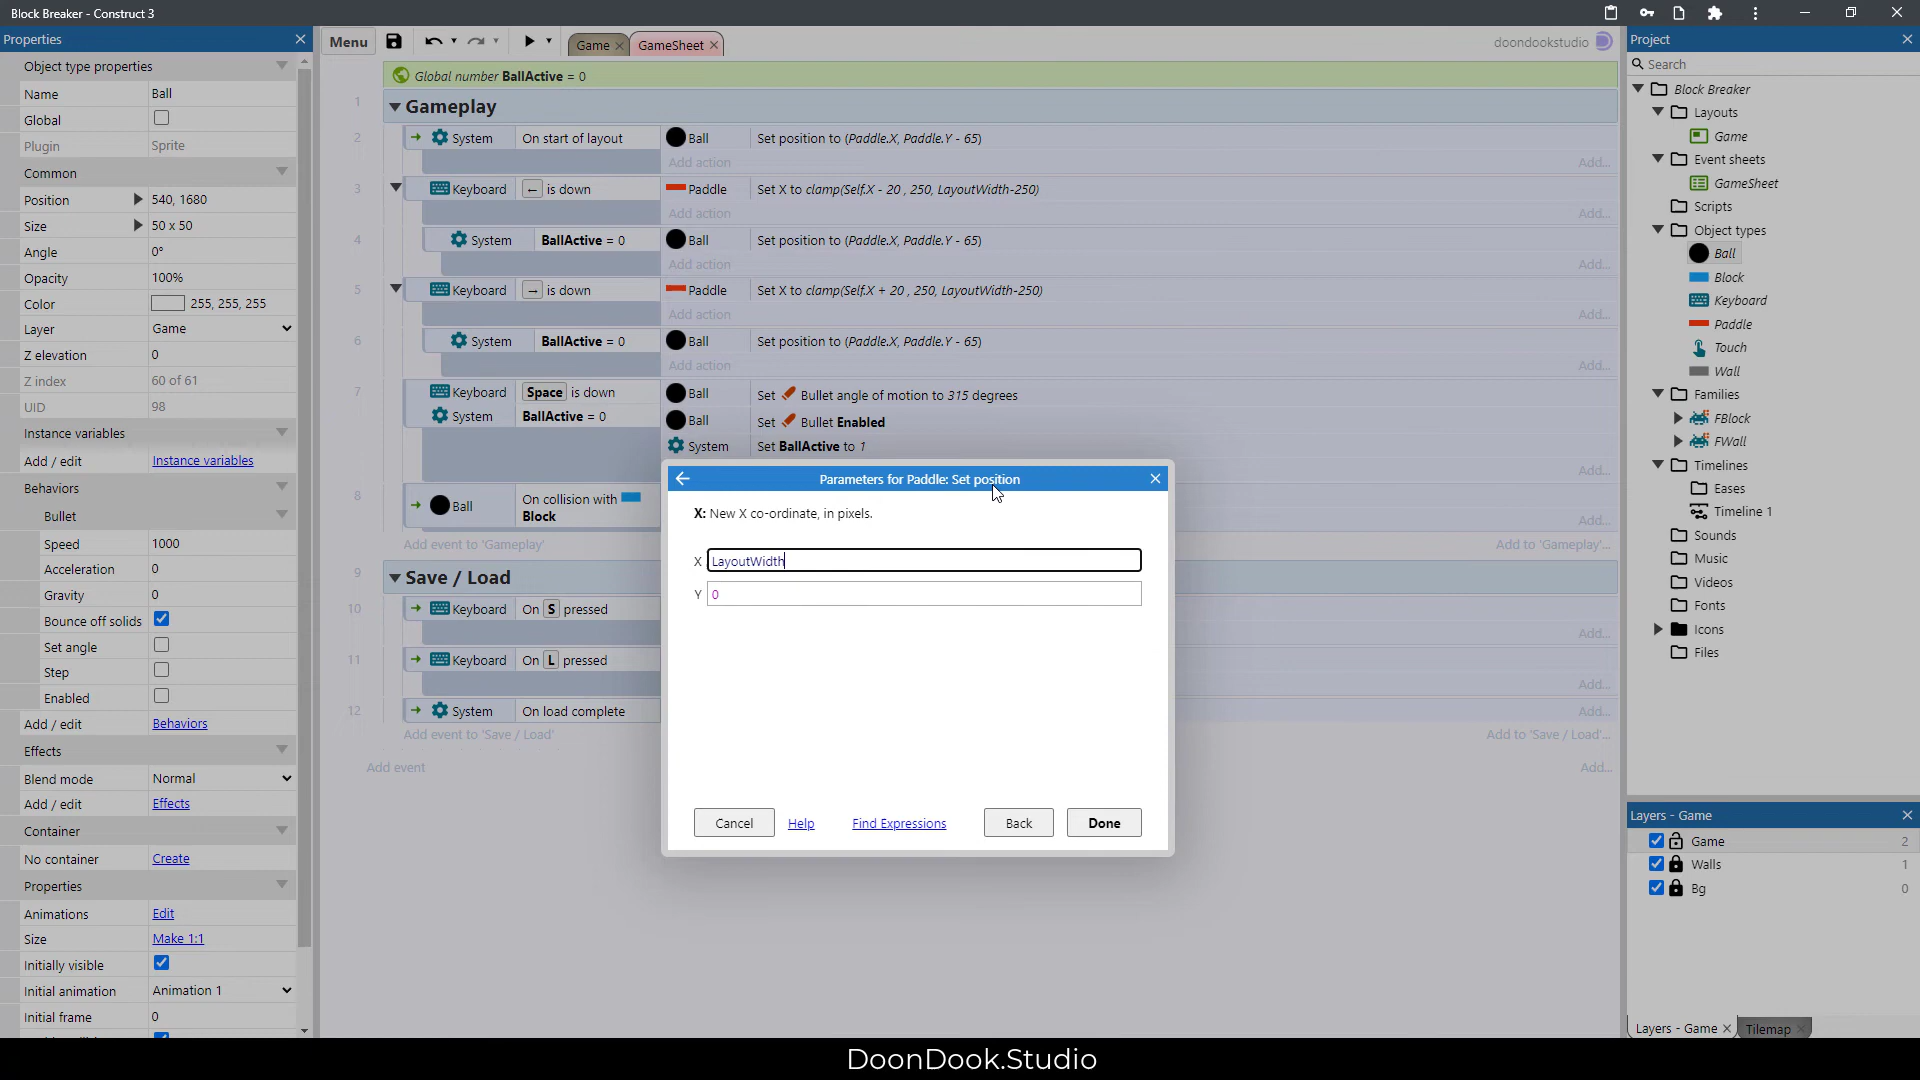 Block Breaker - Construct 3
Properties
Object type properties
Name Ball
Global
Plugin Sprite
Common
Position 540, 1680
Size 50 x 50
Angle 0°
Opacity 100%
Color 255, 255, 255
Layer Game
Z elevation 0
Z index 60 of 61
UID 98
Instance variables
Add / edit Instance variables
Behaviors
Bullet
Speed 1000
Acceleration 0
Gravity 0
Bounce off solids
Set angle
Step
Enabled
Add / edit Behaviors
Effects
Blend mode Normal
Add / edit Effects
Container
No container Create
Properties
Animations Edit
Size Make 1:1
Initially visible
Initial animation Animation 1
Initial frame 0
Menu
Game
GameSheet
doondookstudio
Global number BallActive = 0
1 Gameplay
2 System On start of layout Ball Set position to (Paddle.X, Paddle.Y - 65)
Add action Add...
3 Keyboard ← is down Paddle Set X to clamp(Self.X - 20 , 250, LayoutWidth-250)
Add action Add...
4 System BallActive = 0 Ball Set position to (Paddle.X, Paddle.Y - 65)
Add action Add...
5 Keyboard → is down Paddle Set X to clamp(Self.X + 20 , 250, LayoutWidth-250)
Add action Add...
6 System BallActive = 0 Ball Set position to (Paddle.X, Paddle.Y - 65)
Add action Add...
7 Keyboard Space is down Ball Set Bullet angle of motion to 315 degrees
System BallActive = 0 Ball Set Bullet Enabled
System Set BallActive to 1
Add...
8 Ball On collision with Block
Add...
Add event to 'Gameplay' Add to 'Gameplay'...
9 Save / Load
10 Keyboard On S pressed
Add...
11 Keyboard On L pressed
Add...
12 System On load complete Add...
Add event to 'Save / Load' Add to 'Save / Load'...
Add event Add...
Parameters for Paddle: Set position
X: New X co-ordinate, in pixels.
X LayoutWidth
Y 0
Cancel Help Find Expressions Back Done
Project
Search
Block Breaker
Layouts
Game
Event sheets
GameSheet
Scripts
Object types
Ball
Block
Keyboard
Paddle
Touch
Wall
Families
FBlock
FWall
Timelines
Eases
Timeline 1
Sounds
Music
Videos
Fonts
Icons
Files
Layers - Game
Game 2
Walls 1
Bg 0
Layers - Game Tilemap
DoonDook.Studio